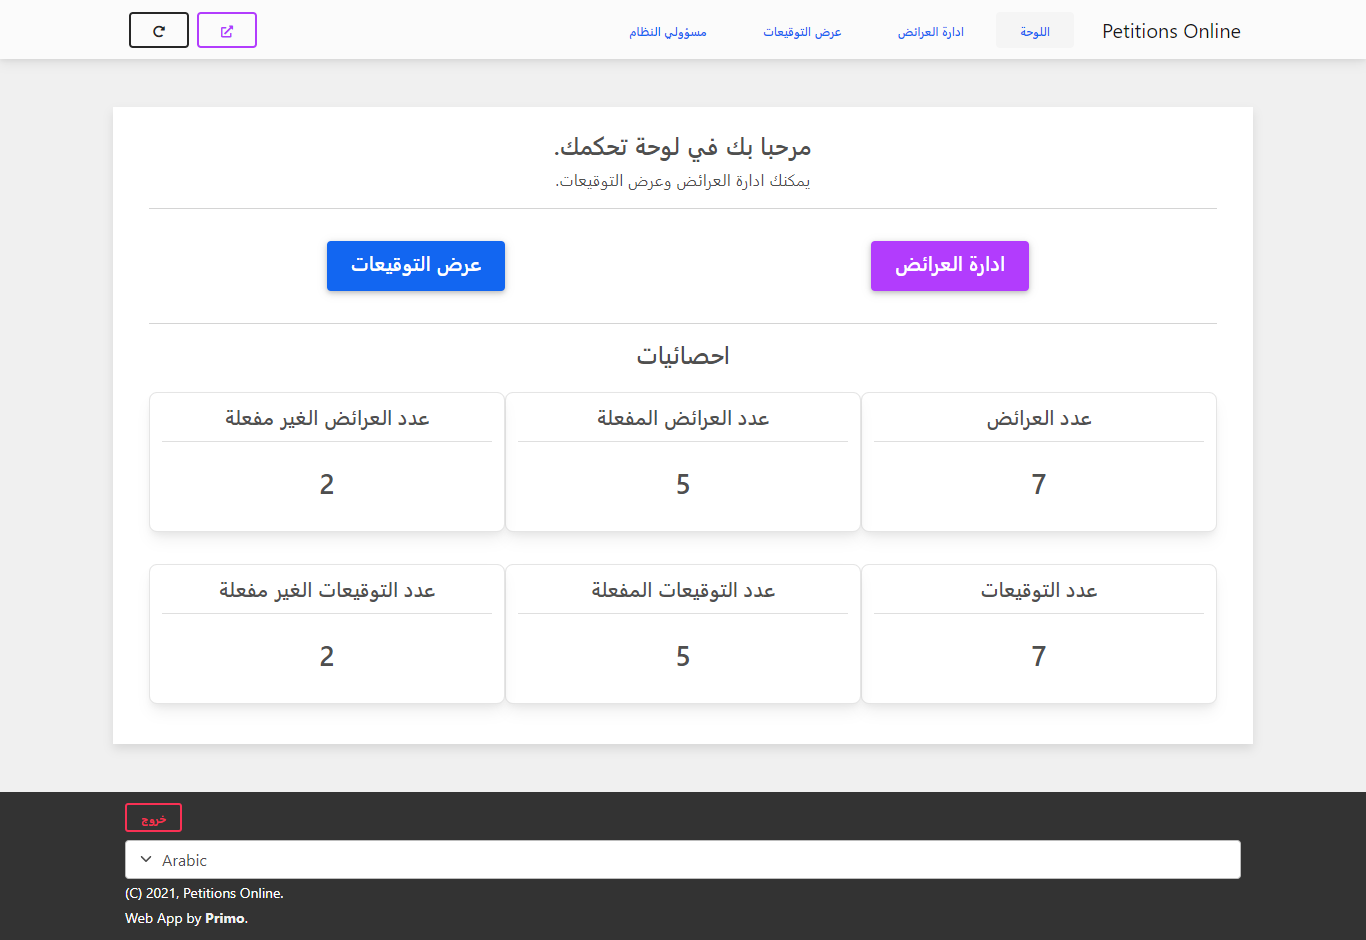 Petitions Online
اللوحة
ادارة العرائض
عرض التوقيعات
مسؤولي النظام
مرحبا بك في لوحة تحكمك.
يمكنك ادارة العرائض وعرض التوقيعات.
ادارة العرائض
عرض التوقيعات
احصائيات
عدد العرائض
7
عدد العرائض المفعلة
5
عدد العرائض الغير مفعلة
2
عدد التوقيعات
7
عدد التوقيعات المفعلة
5
عدد التوقيعات الغير مفعلة
2
خروج
Arabic
(C) 2021, Petitions Online.
Web App by Primo.